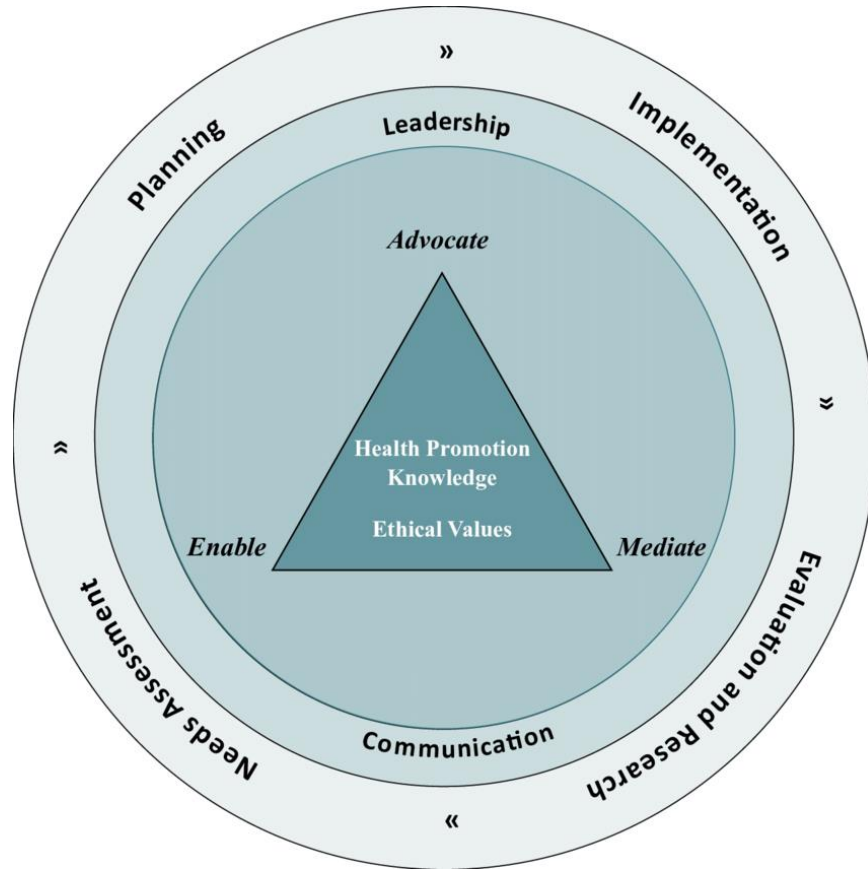 »
Planning
Implementation
Leadership
Advocate
»
»
Health Promotion
Knowledge
Ethical Values
Enable
Mediate
Needs Assessment
Evaluation and Research
Communication
»